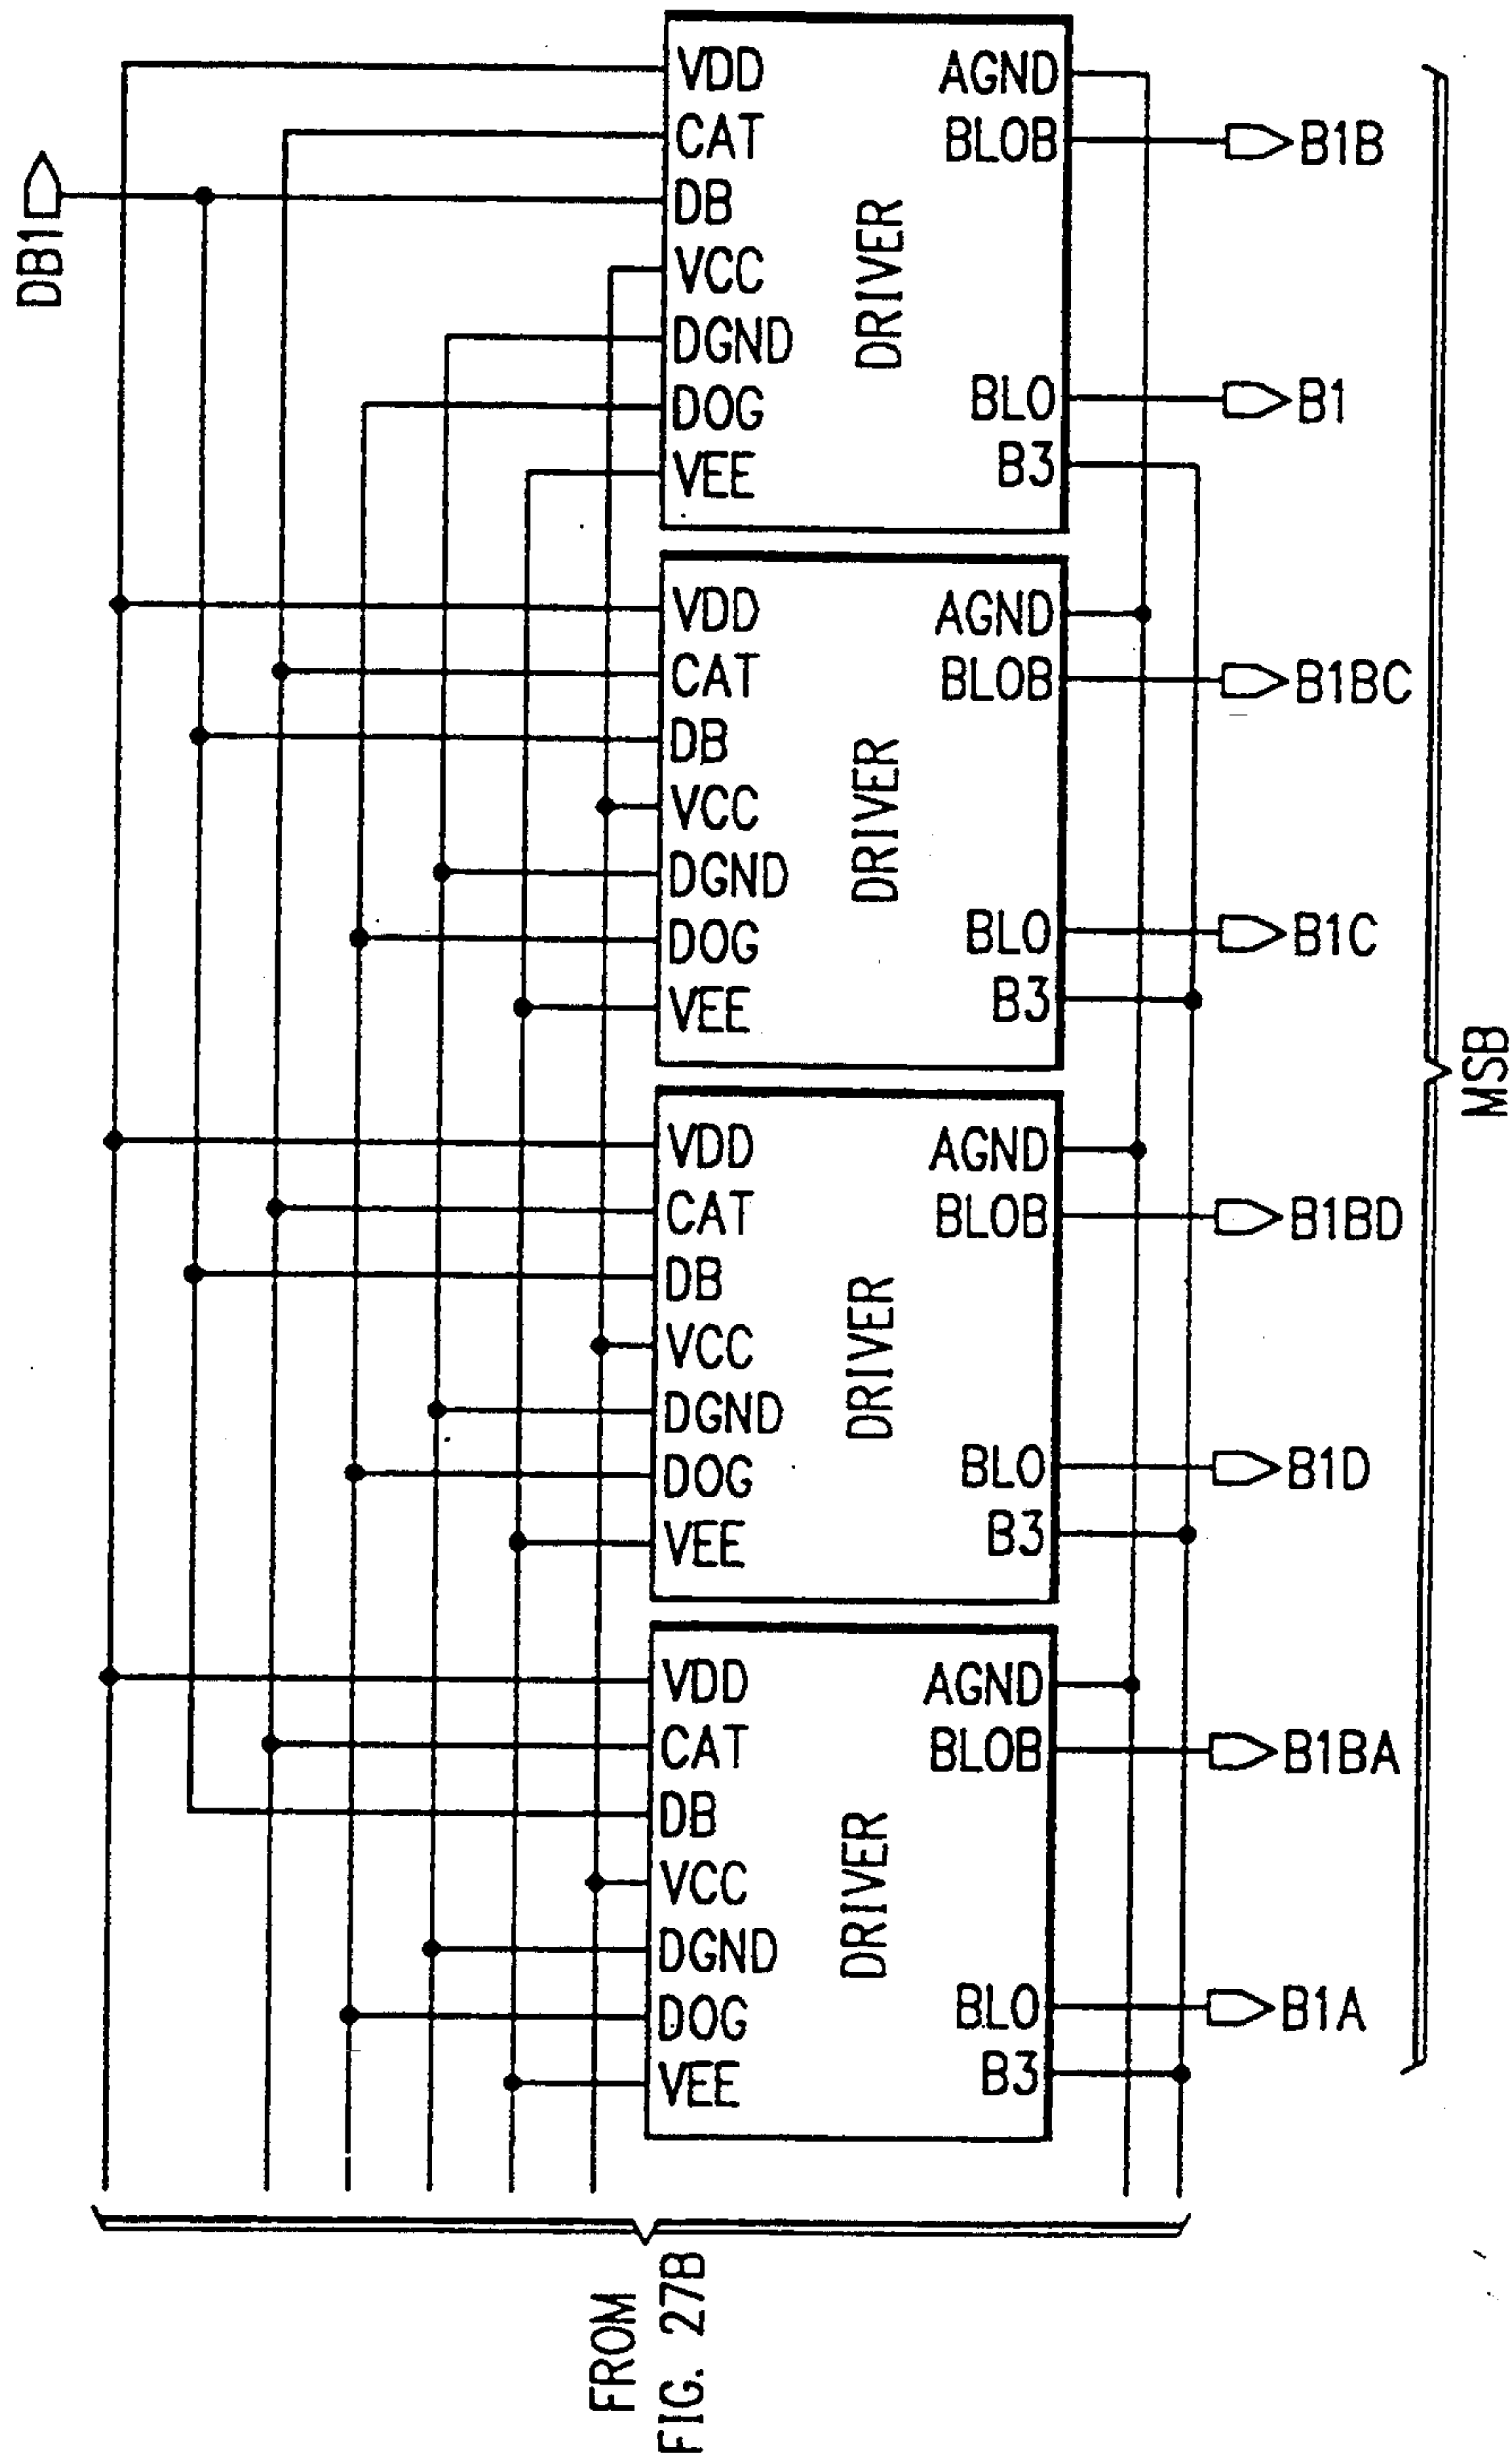 DB1
VDD
CAT
DB
VCC
DGND
DOG
VEE
DRIVER
AGND
BLOB
BLO
B3
B1B
B1
VDD
CAT
DB
VCC
DGND
DOG
VEE
DRIVER
AGND
BLOB
BLO
B3
B1BC
B1C
VDD
CAT
DB
VCC
DGND
DOG
VEE
DRIVER
AGND
BLOB
BLO
B3
B1BD
B1D
VDD
CAT
DB
VCC
DGND
DOG
VEE
DRIVER
AGND
BLOB
BLO
B3
B1BA
B1A
MSB
FROM
FIG. 27B